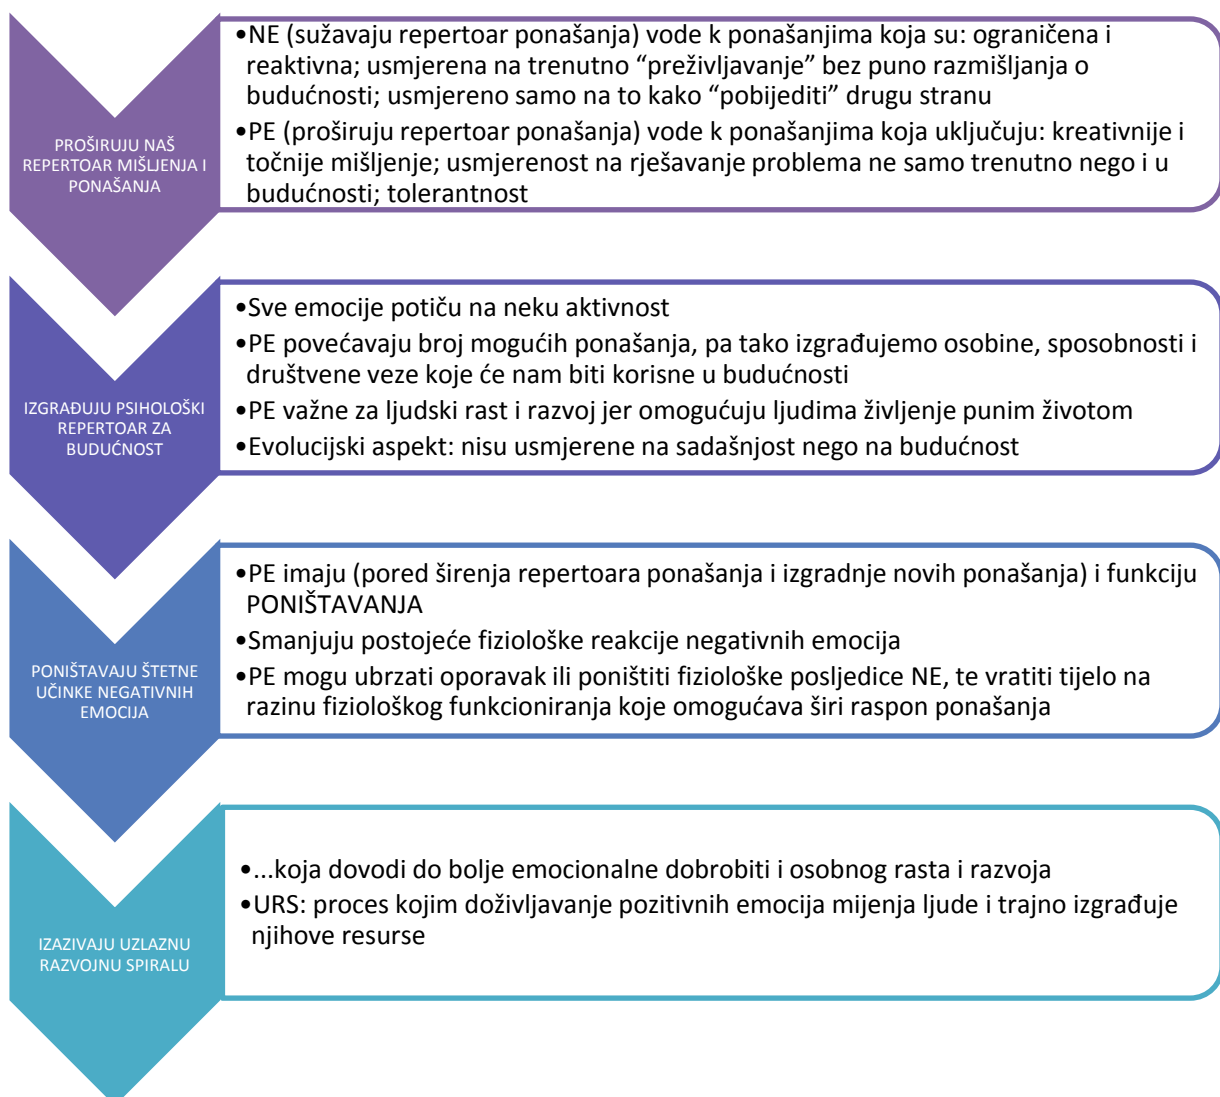 PROŠIRUJU NAŠ
REPERTOAR MIŠLJENJA I
PONAŠANJA
•NE (sužavaju repertoar ponašanja) vode k ponašanjima koja su: ograničena i
reaktivna; usmjerena na trenutno “preživljavanje” bez puno razmišljanja o
budućnosti; usmjereno samo na to kako “pobijediti” drugu stranu
•PE (proširuju repertoar ponašanja) vode k ponašanjima koja uključuju: kreativnije i
točnije mišljenje; usmjerenost na rješavanje problema ne samo trenutno nego i u
budućnosti; tolerantnost
IZGRAĐUJU PSIHOLOŠKI
REPERTOAR ZA
BUDUĆNOST
•Sve emocije potiču na neku aktivnost
•PE povećavaju broj mogućih ponašanja, pa tako izgrađujemo osobine, sposobnosti i
društvene veze koje će nam biti korisne u budućnosti
•PE važne za ljudski rast i razvoj jer omogućuju ljudima življenje punim životom
•Evolucijski aspekt: nisu usmjerene na sadašnjost nego na budućnost
PONIŠTAVAJU ŠTETNE
UČINKE NEGATIVNIH
EMOCIJA
•PE imaju (pored širenja repertoara ponašanja i izgradnje novih ponašanja) i funkciju
PONIŠTAVANJA
•Smanjuju postojeće fiziološke reakcije negativnih emocija
•PE mogu ubrzati oporavak ili poništiti fiziološke posljedice NE, te vratiti tijelo na
razinu fiziološkog funkcioniranja koje omogućava širi raspon ponašanja
IZAZIVAJU UZLAZNU
RAZVOJNU SPIRALU
•...koja dovodi do bolje emocionalne dobrobiti i osobnog rasta i razvoja
•URS: proces kojim doživljavanje pozitivnih emocija mijenja ljude i trajno izgrađuje
njihove resurse